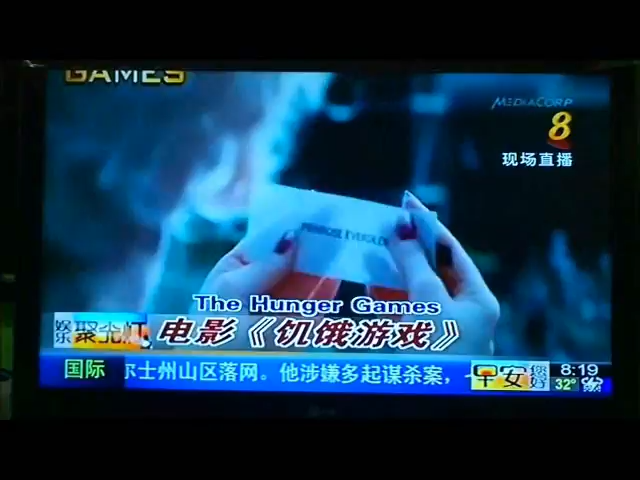 GAMES
MEDIACORP
8
现场直播
PRIMROSE EVERDEEN
The Hunger Games
娱乐 聚光灯 电影《饥饿游戏》
国际 尔士州山区落网。他涉嫌多起谋杀案， 早安 您好 8:19
32°